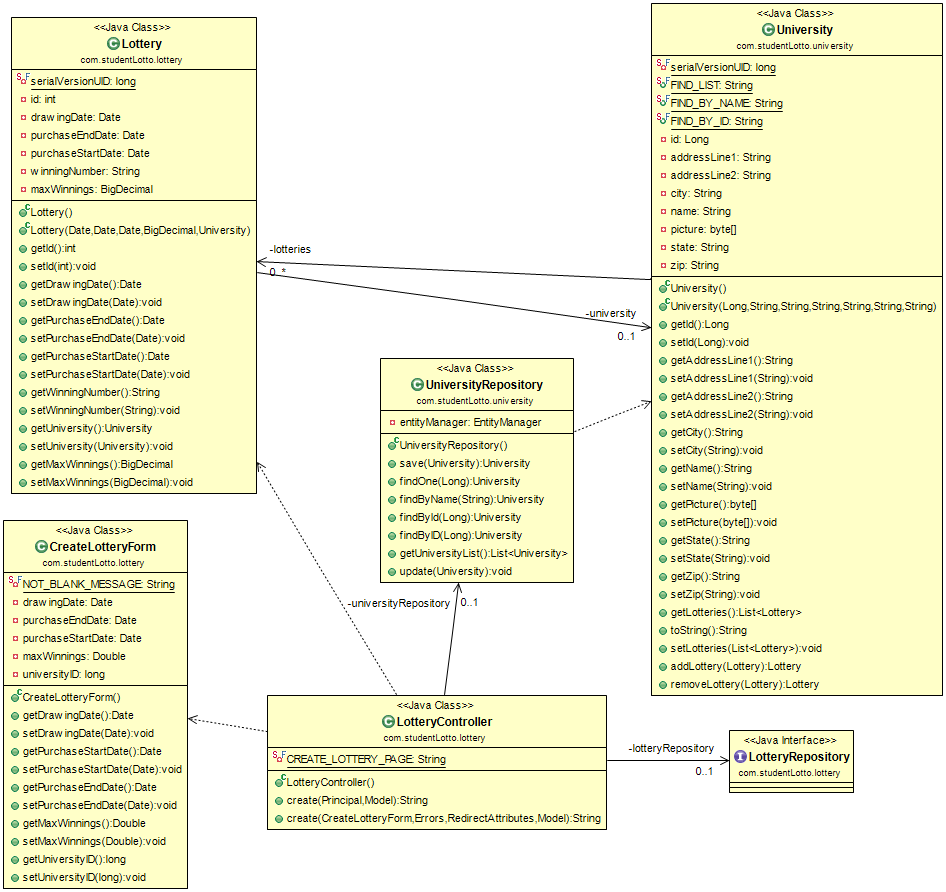 <<Java Class>>
Lottery
com.studentLotto.lottery
serialVersionUID: long
id: int
drawingDate: Date
purchaseEndDate: Date
purchaseStartDate: Date
winningNumber: String
maxWinnings: BigDecimal
Lottery()
Lottery(Date,Date,Date,BigDecimal,University)
getId():int
setId(int):void
getDrawingDate():Date
setDrawingDate(Date):void
getPurchaseEndDate():Date
setPurchaseEndDate(Date):void
getPurchaseStartDate():Date
setPurchaseStartDate(Date):void
getWinningNumber():String
setWinningNumber(String):void
getUniversity():University
setUniversity(University):void
getMaxWinnings():BigDecimal
setMaxWinnings(BigDecimal):void
<<Java Class>>
University
com.studentLotto.university
serialVersionUID: long
FIND_LIST: String
FIND_BY_NAME: String
FIND_BY_ID: String
id: Long
addressLine1: String
addressLine2: String
city: String
name: String
picture: byte[]
state: String
zip: String
University()
University(Long,String,String,String,String,String,String)
getId():Long
setId(Long):void
getAddressLine1():String
setAddressLine1(String):void
getAddressLine2():String
setAddressLine2(String):void
getCity():String
setCity(String):void
getName():String
setName(String):void
getPicture():byte[]
setPicture(byte[]):void
getState():String
setState(String):void
getZip():String
setZip(String):void
getLotteries():List<Lottery>
toString():String
setLotteries(List<Lottery>):void
addLottery(Lottery):Lottery
removeLottery(Lottery):Lottery
-lotteries
0..*
-university
0..1
<<Java Class>>
UniversityRepository
com.studentLotto.university
entityManager: EntityManager
UniversityRepository()
save(University):University
findOne(Long):University
findByName(String):University
findById(Long):University
findByID(Long):University
getUniversityList():List<University>
update(University):void
-universityRepository
0..1
<<Java Class>>
CreateLotteryForm
com.studentLotto.lottery
NOT_BLANK_MESSAGE: String
drawingDate: Date
purchaseEndDate: Date
purchaseStartDate: Date
maxWinnings: Double
universityID: long
CreateLotteryForm()
getDrawingDate():Date
setDrawingDate(Date):void
getPurchaseStartDate():Date
setPurchaseStartDate(Date):void
getPurchaseEndDate():Date
setPurchaseEndDate(Date):void
getMaxWinnings():Double
setMaxWinnings(Double):void
getUniversityID():long
setUniversityID(long):void
<<Java Class>>
LotteryController
com.studentLotto.lottery
CREATE_LOTTERY_PAGE: String
LotteryController()
create(Principal,Model):String
create(CreateLotteryForm,Errors,RedirectAttributes,Model):String
-lotteryRepository
0..1
<<Java Interface>>
LotteryRepository
com.studentLotto.lottery